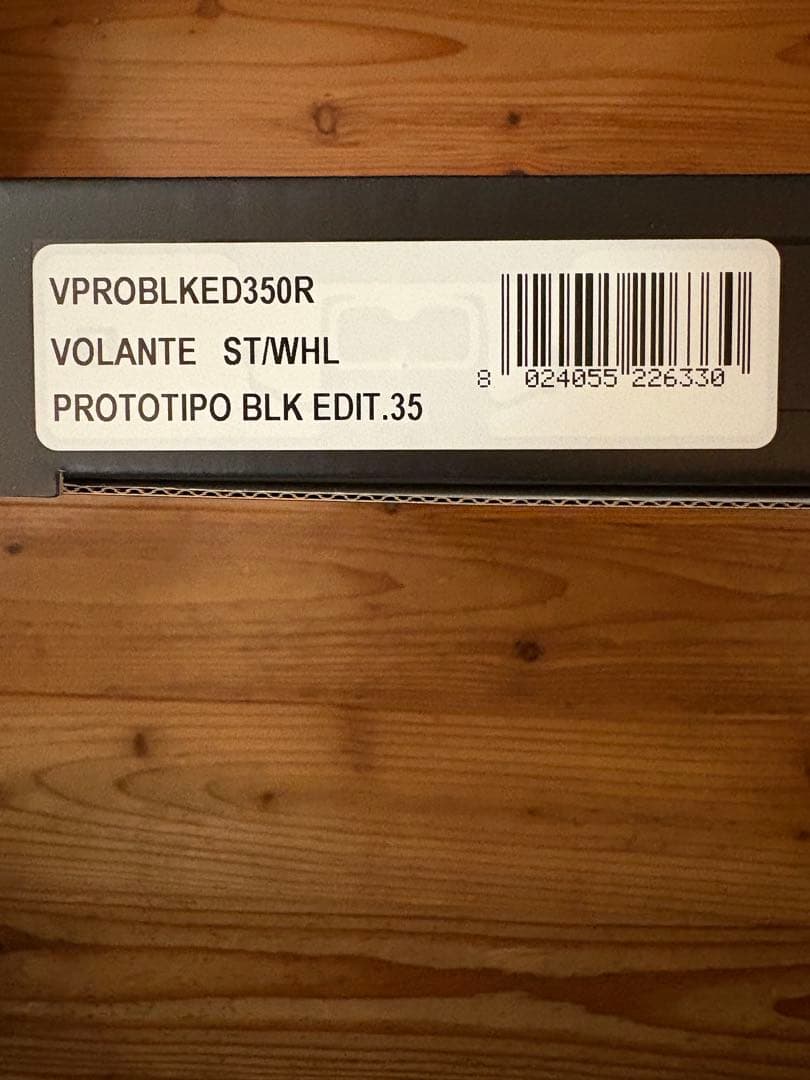 VPROBLKED350R
VOLANTE ST/WHL
PROTOTIPO BLK EDIT.35
8 024055 226330